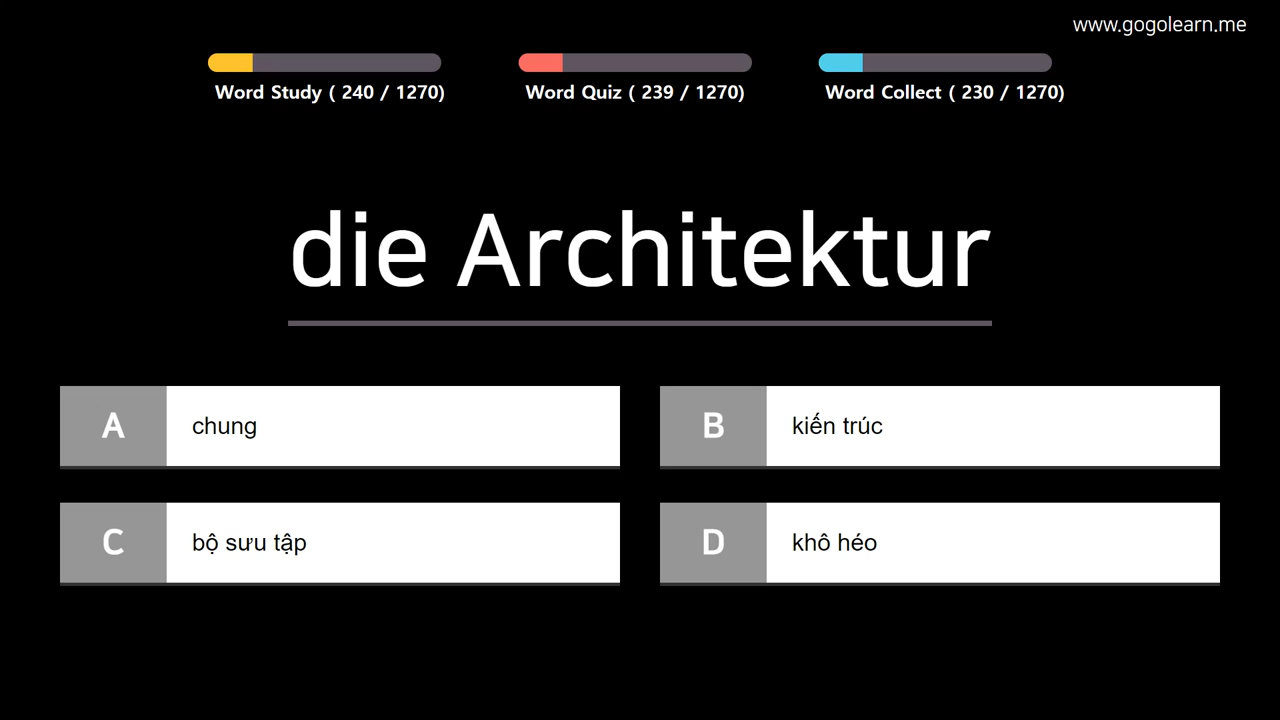 www.gogolearn.me
Word Study ( 240 / 1270)
Word Quiz ( 239 / 1270)
Word Collect ( 230 / 1270)
die Architektur
A chung
B kiến trúc
C bộ sưu tập
D khô héo